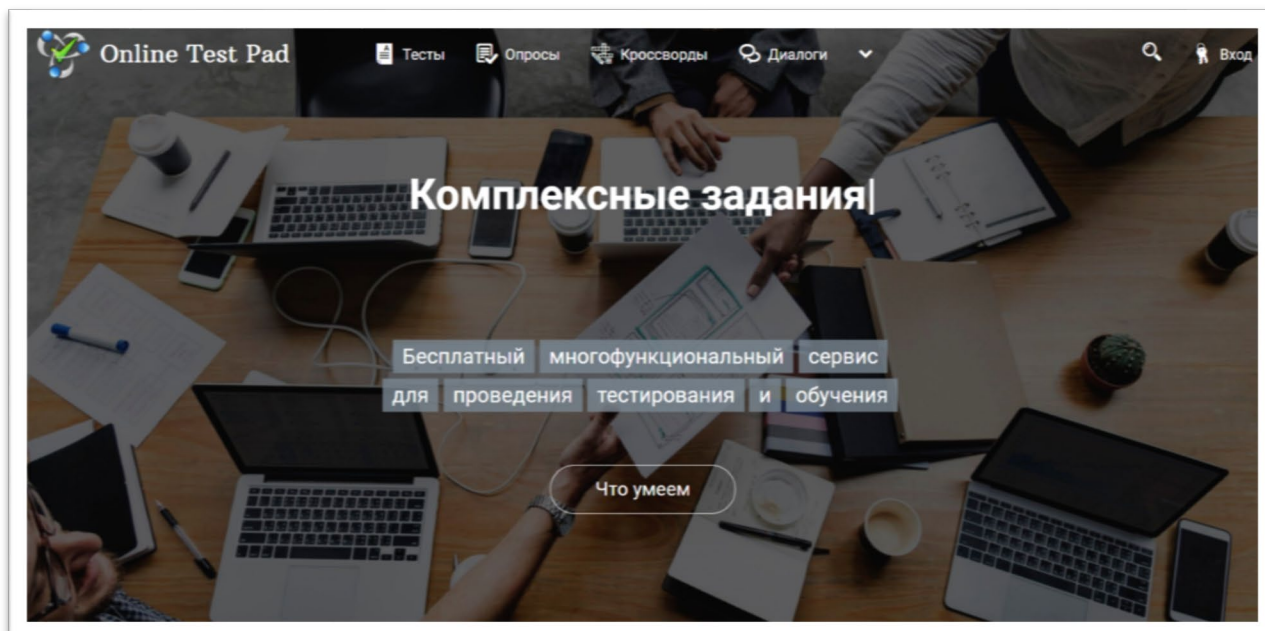 Online Test Pad Тесты Опросы Кроссворды Диалоги Вход
Комплексные задания|
Бесплатный многофункциональный сервис
для проведения тестирования и обучения
Что умеем